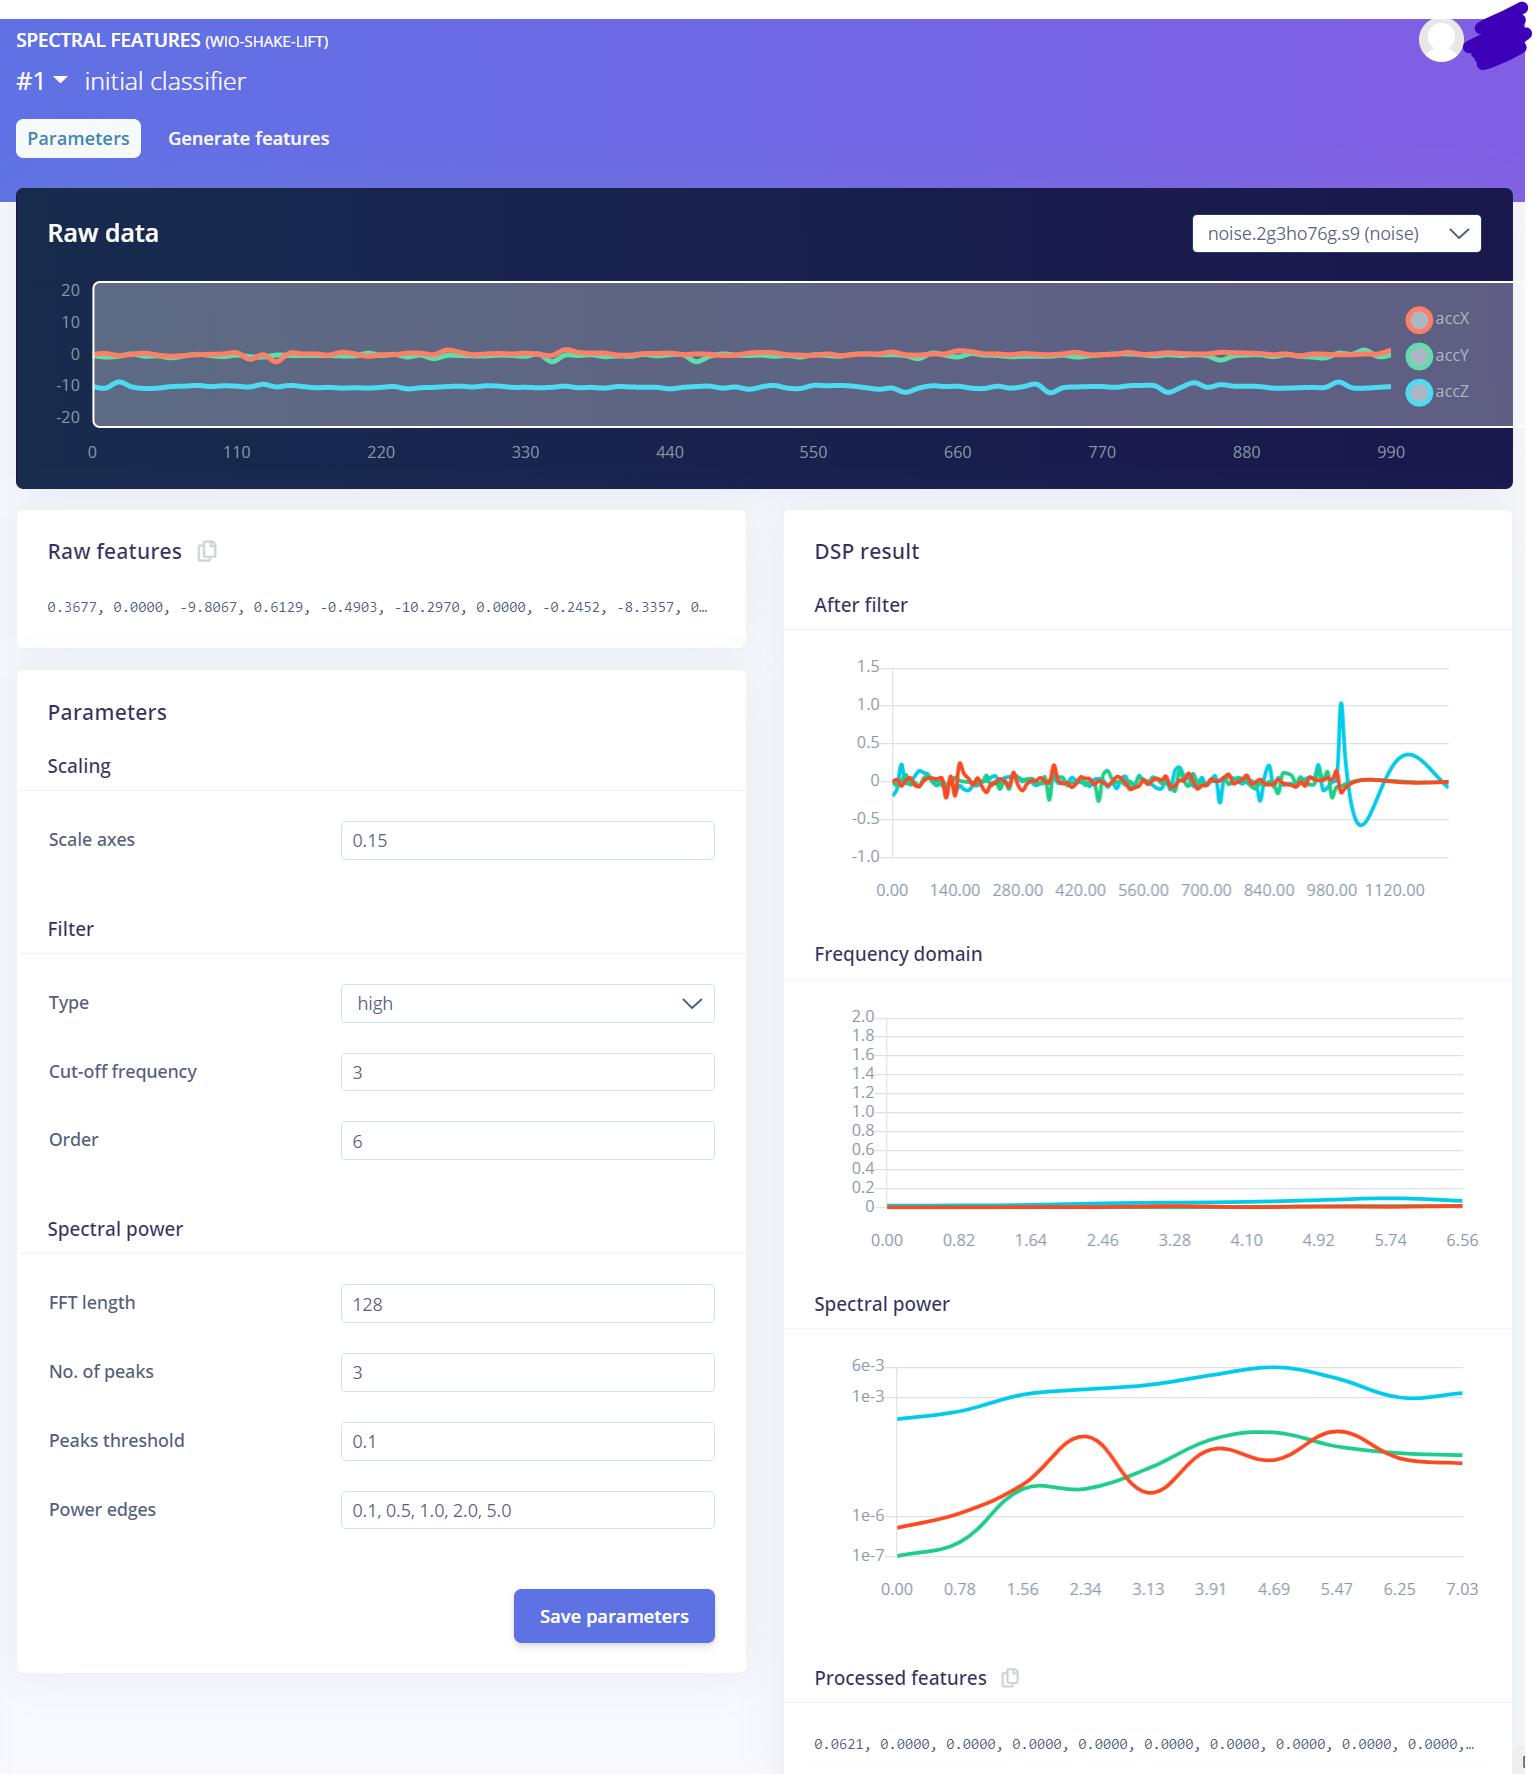 SPECTRAL FEATURES (WIO-SHAKE-LIFT)
#1 initial classifier
Parameters Generate features
Raw data
noise.2g3ho76g.s9 (noise)
20
10
0
-10
-20
accX
accY
accZ
0 110 220 330 440 550 660 770 880 990
Raw features
0.3677, 0.0000, -9.8067, 0.6129, -0.4903, -10.2970, 0.0000, -0.2452, -8.3357, 0…
Parameters
Scaling
Scale axes 0.15
Filter
Type high
Cut-off frequency 3
Order 6
Spectral power
FFT length 128
No. of peaks 3
Peaks threshold 0.1
Power edges 0.1, 0.5, 1.0, 2.0, 5.0
Save parameters
DSP result
After filter
1.5
1.0
0.5
0
-0.5
-1.0
0.00 140.00 280.00 420.00 560.00 700.00 840.00 980.00 1120.00
Frequency domain
2.0
1.8
1.6
1.4
1.2
1.0
0.8
0.6
0.4
0.2
0
0.00 0.82 1.64 2.46 3.28 4.10 4.92 5.74 6.56
Spectral power
6e-3
1e-3
1e-6
1e-7
0.00 0.78 1.56 2.34 3.13 3.91 4.69 5.47 6.25 7.03
Processed features
0.0621, 0.0000, 0.0000, 0.0000, 0.0000, 0.0000, 0.0000, 0.0000, 0.0000, 0.0000,…